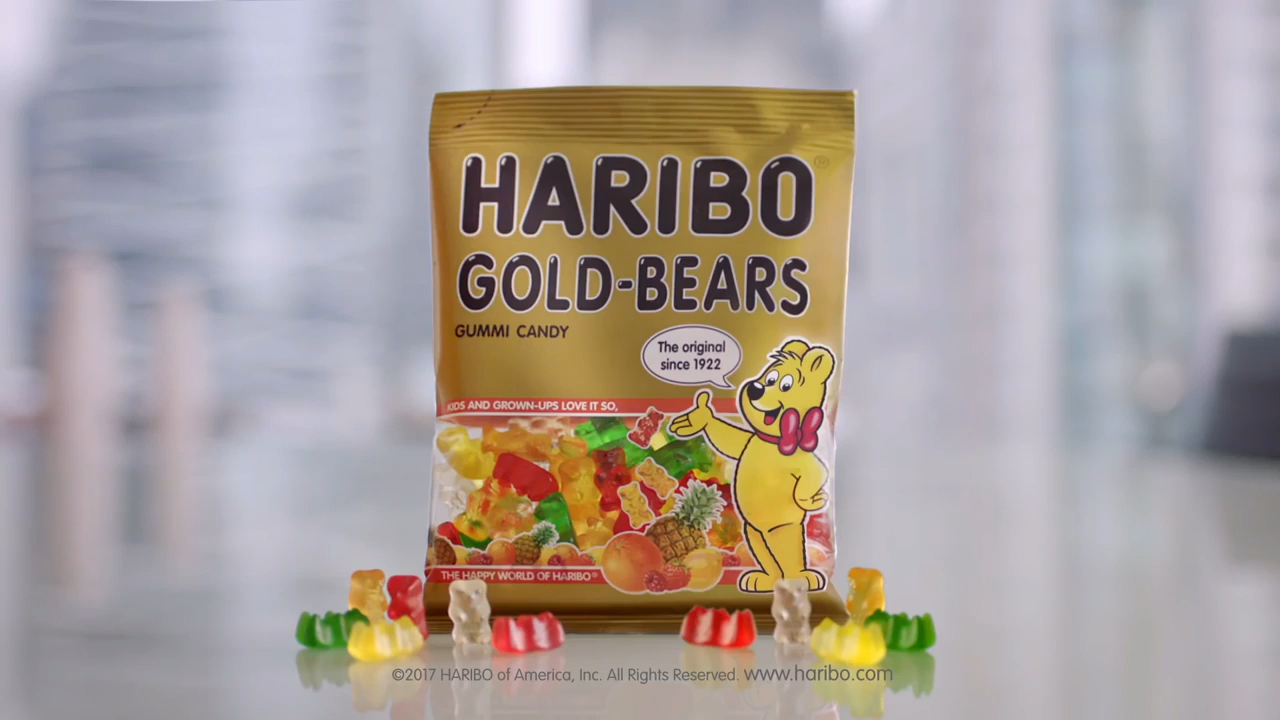 HARIBO®
GOLD-BEARS
GUMMI CANDY
The original
since 1922
KIDS AND GROWN-UPS LOVE IT SO,
THE HAPPY WORLD OF HARIBO®
©2017 HARIBO of America, Inc. All Rights Reserved. www.haribo.com